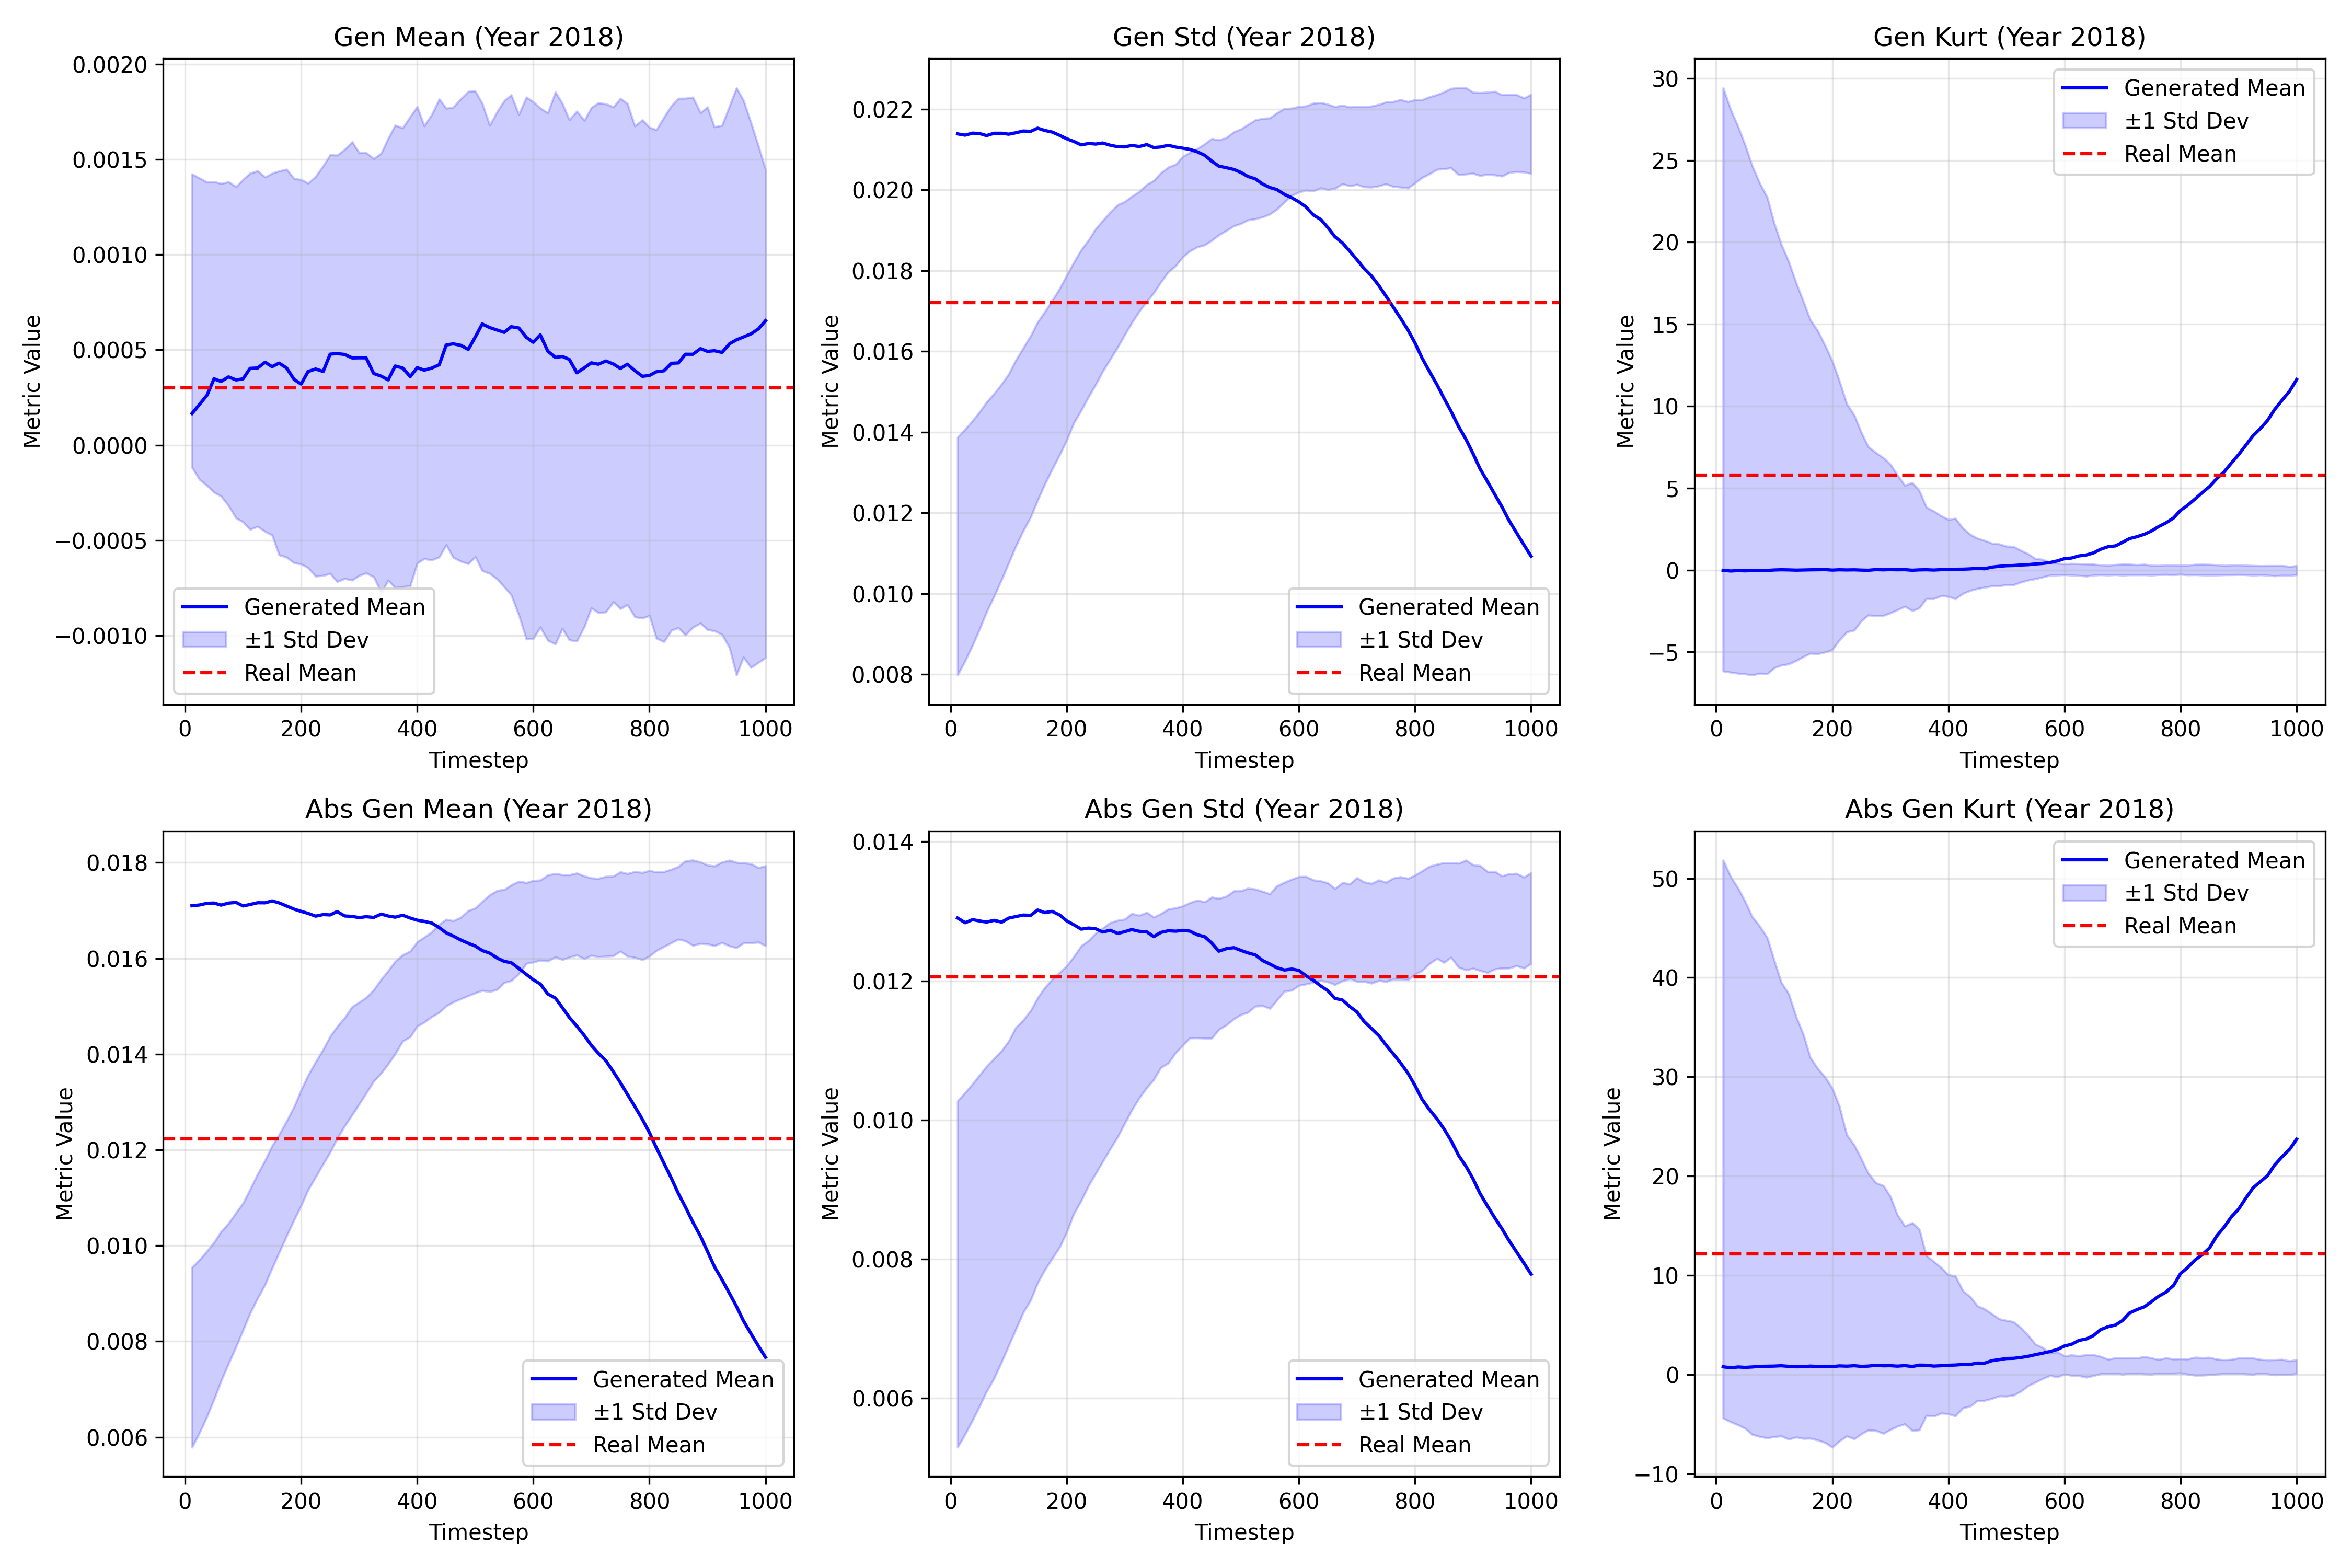 Gen Mean (Year 2018)
0.0020
0.0015
0.0010
0.0005
0.0000
−0.0005
−0.0010
Metric Value
Generated Mean
±1 Std Dev
Real Mean
0 200 400 600 800 1000
Timestep
Gen Std (Year 2018)
0.022
0.020
0.018
0.016
0.014
0.012
0.010
0.008
Metric Value
Generated Mean
±1 Std Dev
Real Mean
0 200 400 600 800 1000
Timestep
Gen Kurt (Year 2018)
30
25
20
15
10
5
0
−5
Metric Value
Generated Mean
±1 Std Dev
Real Mean
0 200 400 600 800 1000
Timestep
Abs Gen Mean (Year 2018)
0.018
0.016
0.014
0.012
0.010
0.008
0.006
Metric Value
Generated Mean
±1 Std Dev
Real Mean
0 200 400 600 800 1000
Timestep
Abs Gen Std (Year 2018)
0.014
0.012
0.010
0.008
0.006
Metric Value
Generated Mean
±1 Std Dev
Real Mean
0 200 400 600 800 1000
Timestep
Abs Gen Kurt (Year 2018)
50
40
30
20
10
0
−10
Metric Value
Generated Mean
±1 Std Dev
Real Mean
0 200 400 600 800 1000
Timestep